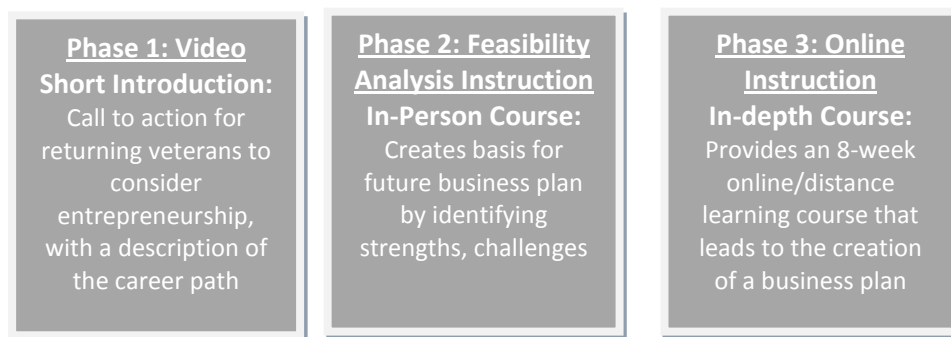 Phase 1: Video
Short Introduction:
Call to action for
returning veterans to
consider
entrepreneurship,
with a description of
the career path
Phase 2: Feasibility
Analysis Instruction
In-Person Course:
Creates basis for
future business plan
by identifying
strengths, challenges
Phase 3: Online
Instruction
In-depth Course:
Provides an 8-week
online/distance
learning course that
leads to the creation
of a business plan